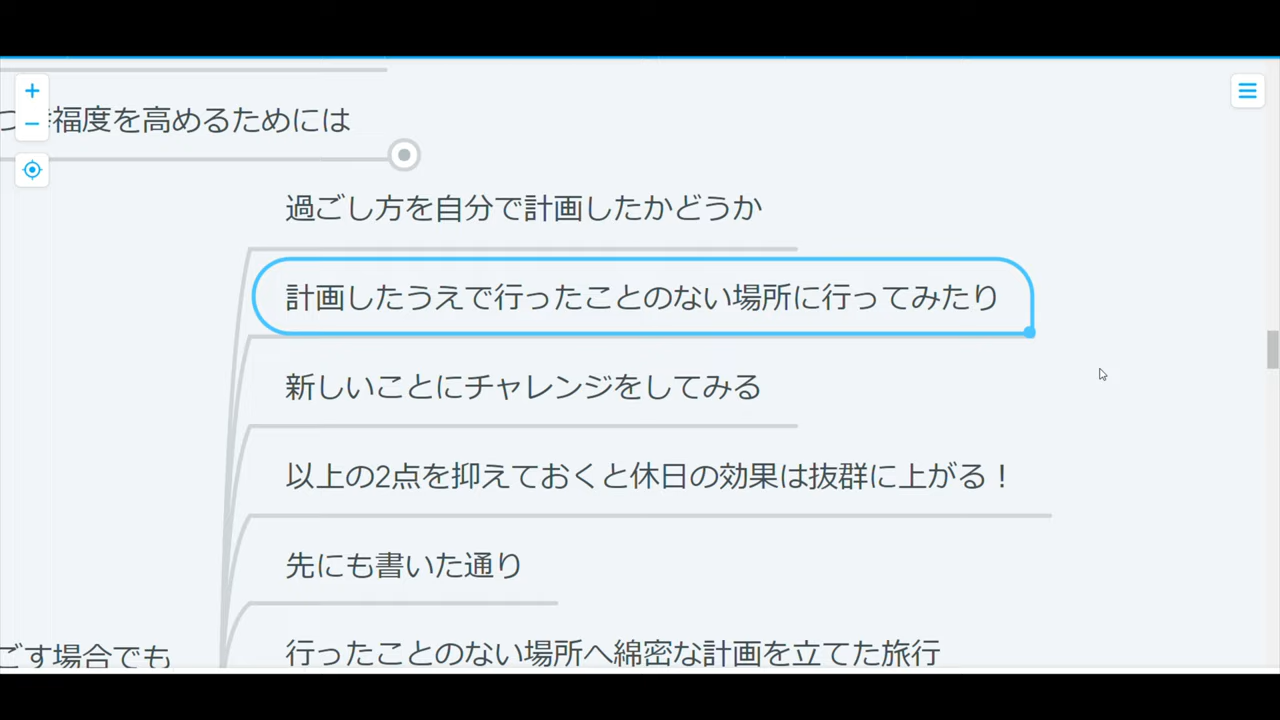 福度を高めるためには
過ごし方を自分で計画したかどうか
計画したうえで行ったことのない場所に行ってみたり
新しいことにチャレンジをしてみる
以上の2点を抑えておくと休日の効果は抜群に上がる！
先にも書いた通り
行ったことのない場所へ綿密な計画を立てた旅行
ごす場合でも